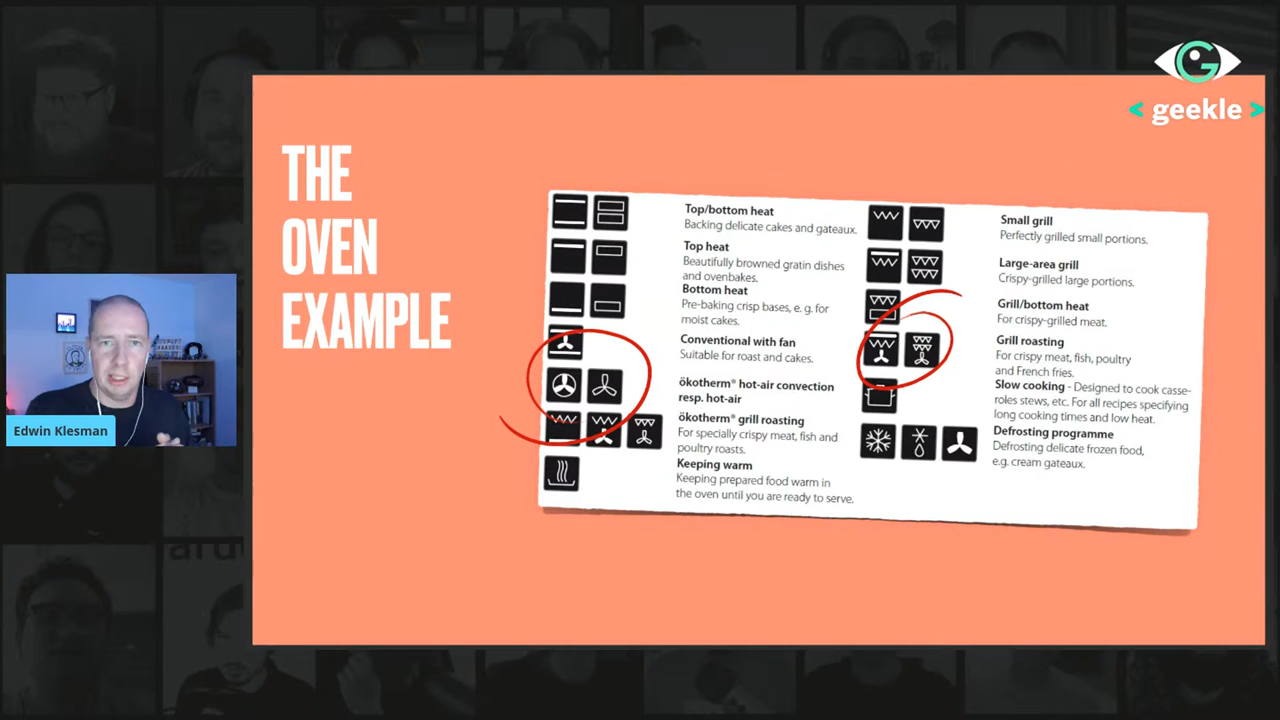 geekle
THE
OVEN
EXAMPLE
Top/bottom heat
Backing delicate cakes and gateaux.
Top heat
Beautifully browned gratin dishes
and ovenbakes.
Bottom heat
Pre-baking crisp bases, e. g. for
moist cakes.
Conventional with fan
Suitable for roast and cakes.
ökotherm® hot-air convection
resp. hot-air
ökotherm® grill roasting
For specially crispy meat, fish and
poultry roasts.
Keeping warm
Keeping prepared food warm in
the oven until you are ready to serve.
Small grill
Perfectly grilled small portions.
Large-area grill
Crispy-grilled large portions.
Grill/bottom heat
For crispy-grilled meat.
Grill roasting
For crispy meat, fish, poultry
and French fries.
Slow cooking - Designed to cook casse-
roles stews, etc. For all recipes specifying
long cooking times and low heat.
Defrosting programme
Defrosting delicate frozen food,
e.g. cream gateaux.
Edwin Klesman